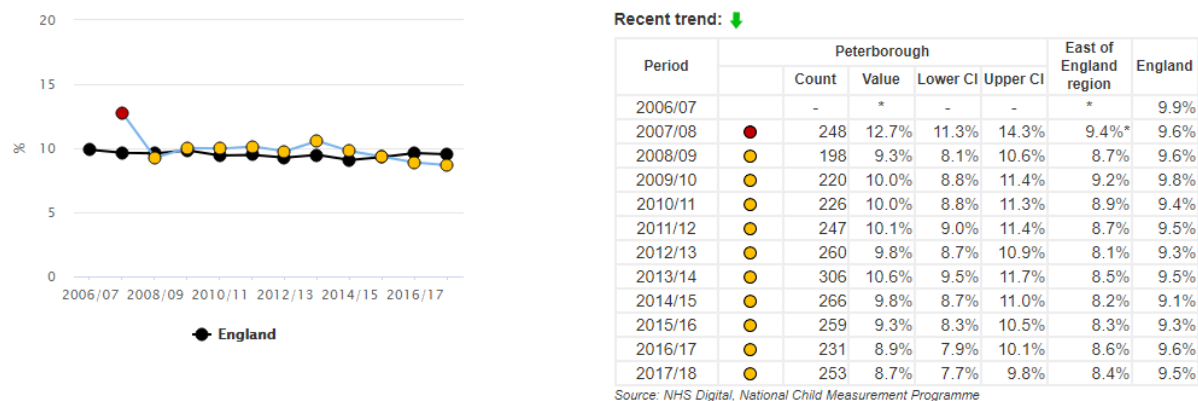 20
15
10
5
0
%
2006/07 2008/09 2010/11 2012/13 2014/15 2016/17
England
Recent trend:
Period Peterborough East of England region England
Count Value Lower CI Upper CI
2006/07 - * - - * 9.9%
2007/08 248 12.7% 11.3% 14.3% 9.4%* 9.6%
2008/09 198 9.3% 8.1% 10.6% 8.7% 9.6%
2009/10 220 10.0% 8.8% 11.4% 9.2% 9.8%
2010/11 226 10.0% 8.8% 11.3% 8.9% 9.4%
2011/12 247 10.1% 9.0% 11.4% 8.7% 9.5%
2012/13 260 9.8% 8.7% 10.9% 8.1% 9.3%
2013/14 306 10.6% 9.5% 11.7% 8.5% 9.5%
2014/15 266 9.8% 8.7% 11.0% 8.2% 9.1%
2015/16 259 9.3% 8.3% 10.5% 8.3% 9.3%
2016/17 231 8.9% 7.9% 10.1% 8.6% 9.6%
2017/18 253 8.7% 7.7% 9.8% 8.4% 9.5%
Source: NHS Digital, National Child Measurement Programme